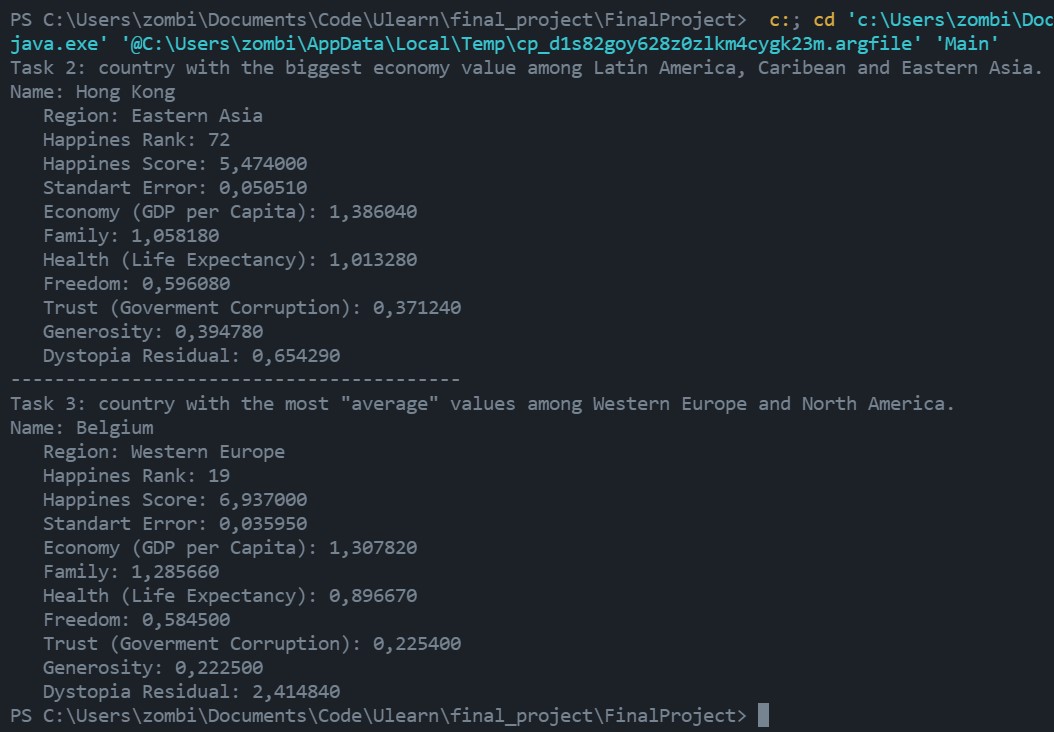 PS C:\Users\zombi\Documents\Code\Ulearn\final_project\FinalProject>  c:; cd 'c:\Users\zombi\Doc
java.exe' '@C:\Users\zombi\AppData\Local\Temp\cp_d1s82goy628z0zlkm4cygk23m.argfile' 'Main'
Task 2: country with the biggest economy value among Latin America, Caribean and Eastern Asia.
Name: Hong Kong
   Region: Eastern Asia
   Happines Rank: 72
   Happines Score: 5,474000
   Standart Error: 0,050510
   Economy (GDP per Capita): 1,386040
   Family: 1,058180
   Health (Life Expectancy): 1,013280
   Freedom: 0,596080
   Trust (Goverment Corruption): 0,371240
   Generosity: 0,394780
   Dystopia Residual: 0,654290
-----------------------------------------
Task 3: country with the most "average" values among Western Europe and North America.
Name: Belgium
   Region: Western Europe
   Happines Rank: 19
   Happines Score: 6,937000
   Standart Error: 0,035950
   Economy (GDP per Capita): 1,307820
   Family: 1,285660
   Health (Life Expectancy): 0,896670
   Freedom: 0,584500
   Trust (Goverment Corruption): 0,225400
   Generosity: 0,222500
   Dystopia Residual: 2,414840
PS C:\Users\zombi\Documents\Code\Ulearn\final_project\FinalProject>